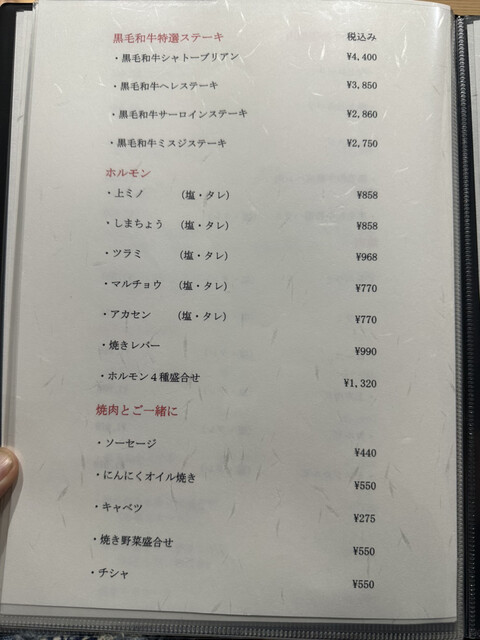 黒毛和牛特選ステーキ 税込み
・黒毛和牛シャトーブリアン ¥4,400
・黒毛和牛ヘレステーキ ¥3,850
・黒毛和牛サーロインステーキ ¥2,860
・黒毛和牛ミスジステーキ ¥2,750
ホルモン
・上ミノ (塩・タレ) ¥858
・しまちょう (塩・タレ) ¥858
・ツラミ (塩・タレ) ¥968
・マルチョウ (塩・タレ) ¥770
・アカセン (塩・タレ) ¥770
・焼きレバー ¥990
・ホルモン４種盛合せ ¥1,320
焼肉とご一緒に
・ソーセージ ¥440
・にんにくオイル焼き ¥550
・キャベツ ¥275
・焼き野菜盛合せ ¥550
・チシャ ¥550